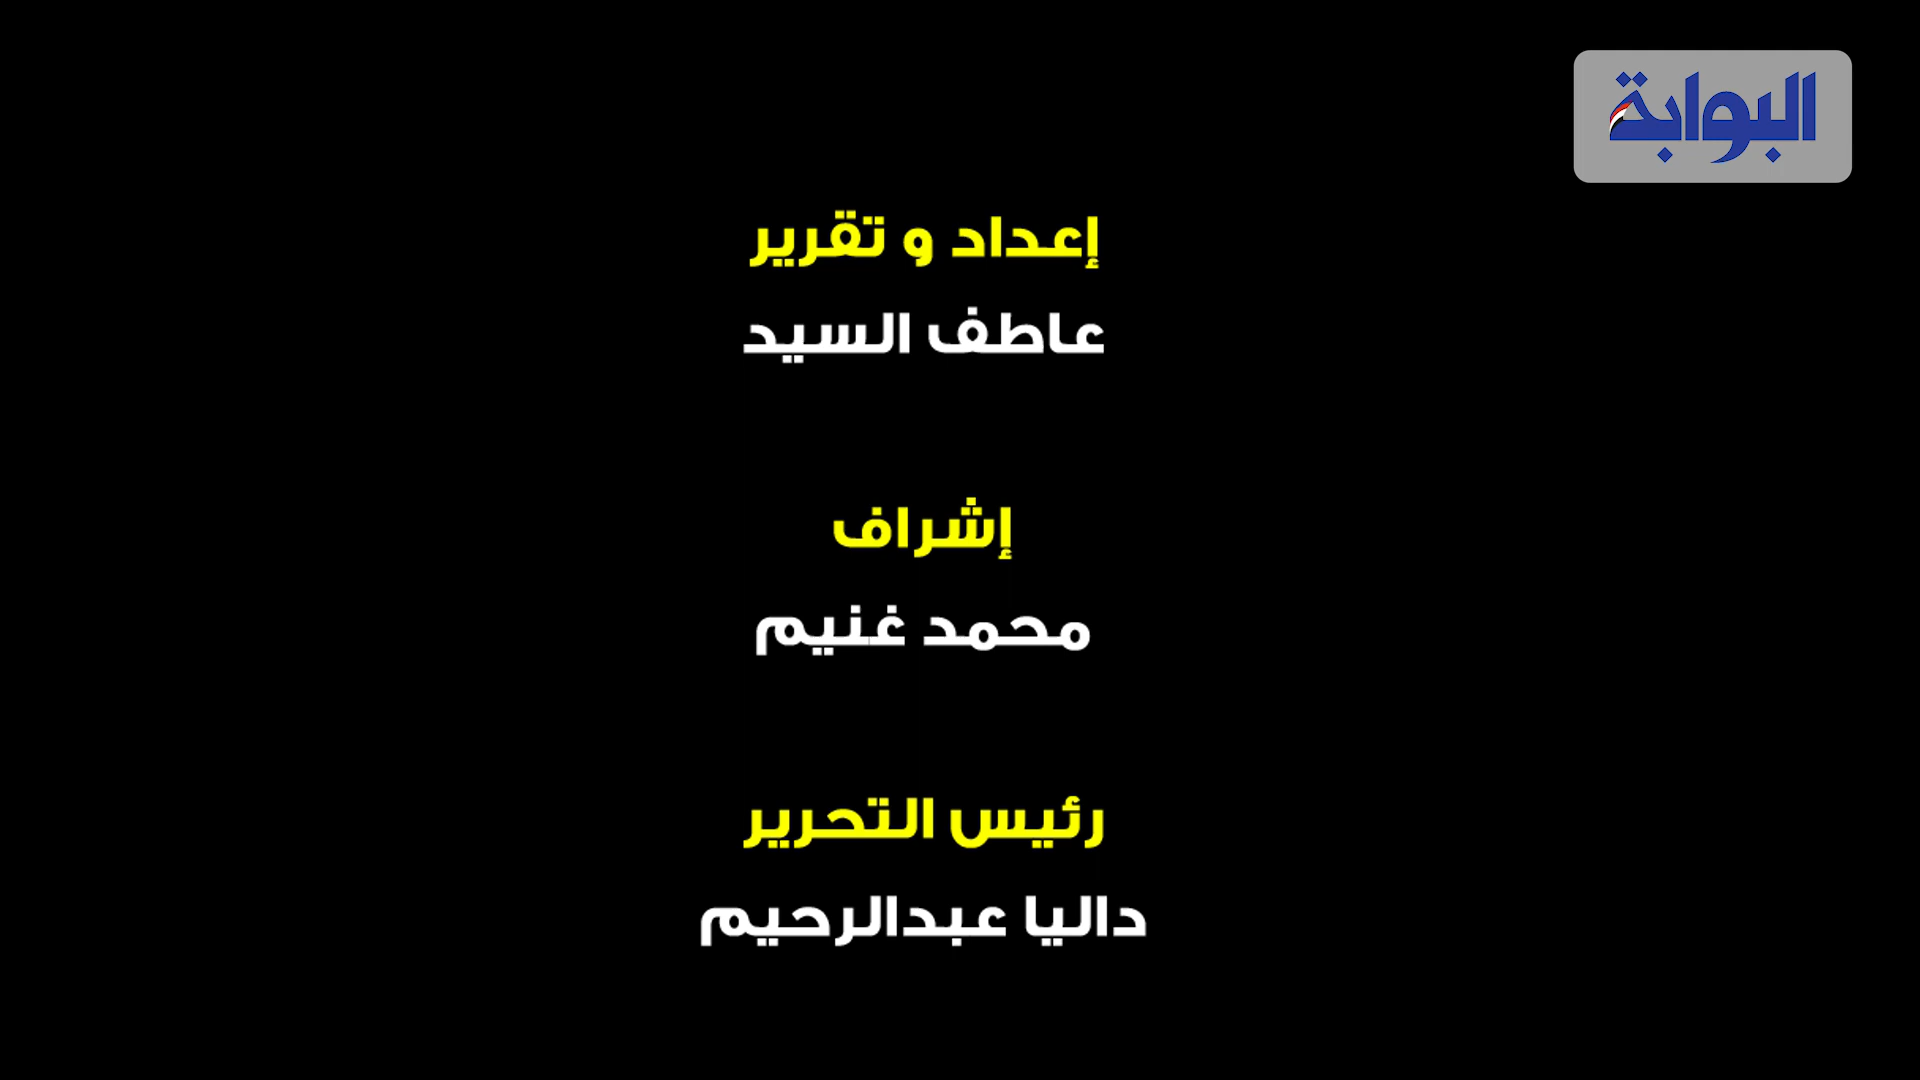 البوابة
إعداد و تقرير
عاطف السيد
إشراف
محمد غنيم
رئيس التحرير
داليا عبدالرحيم